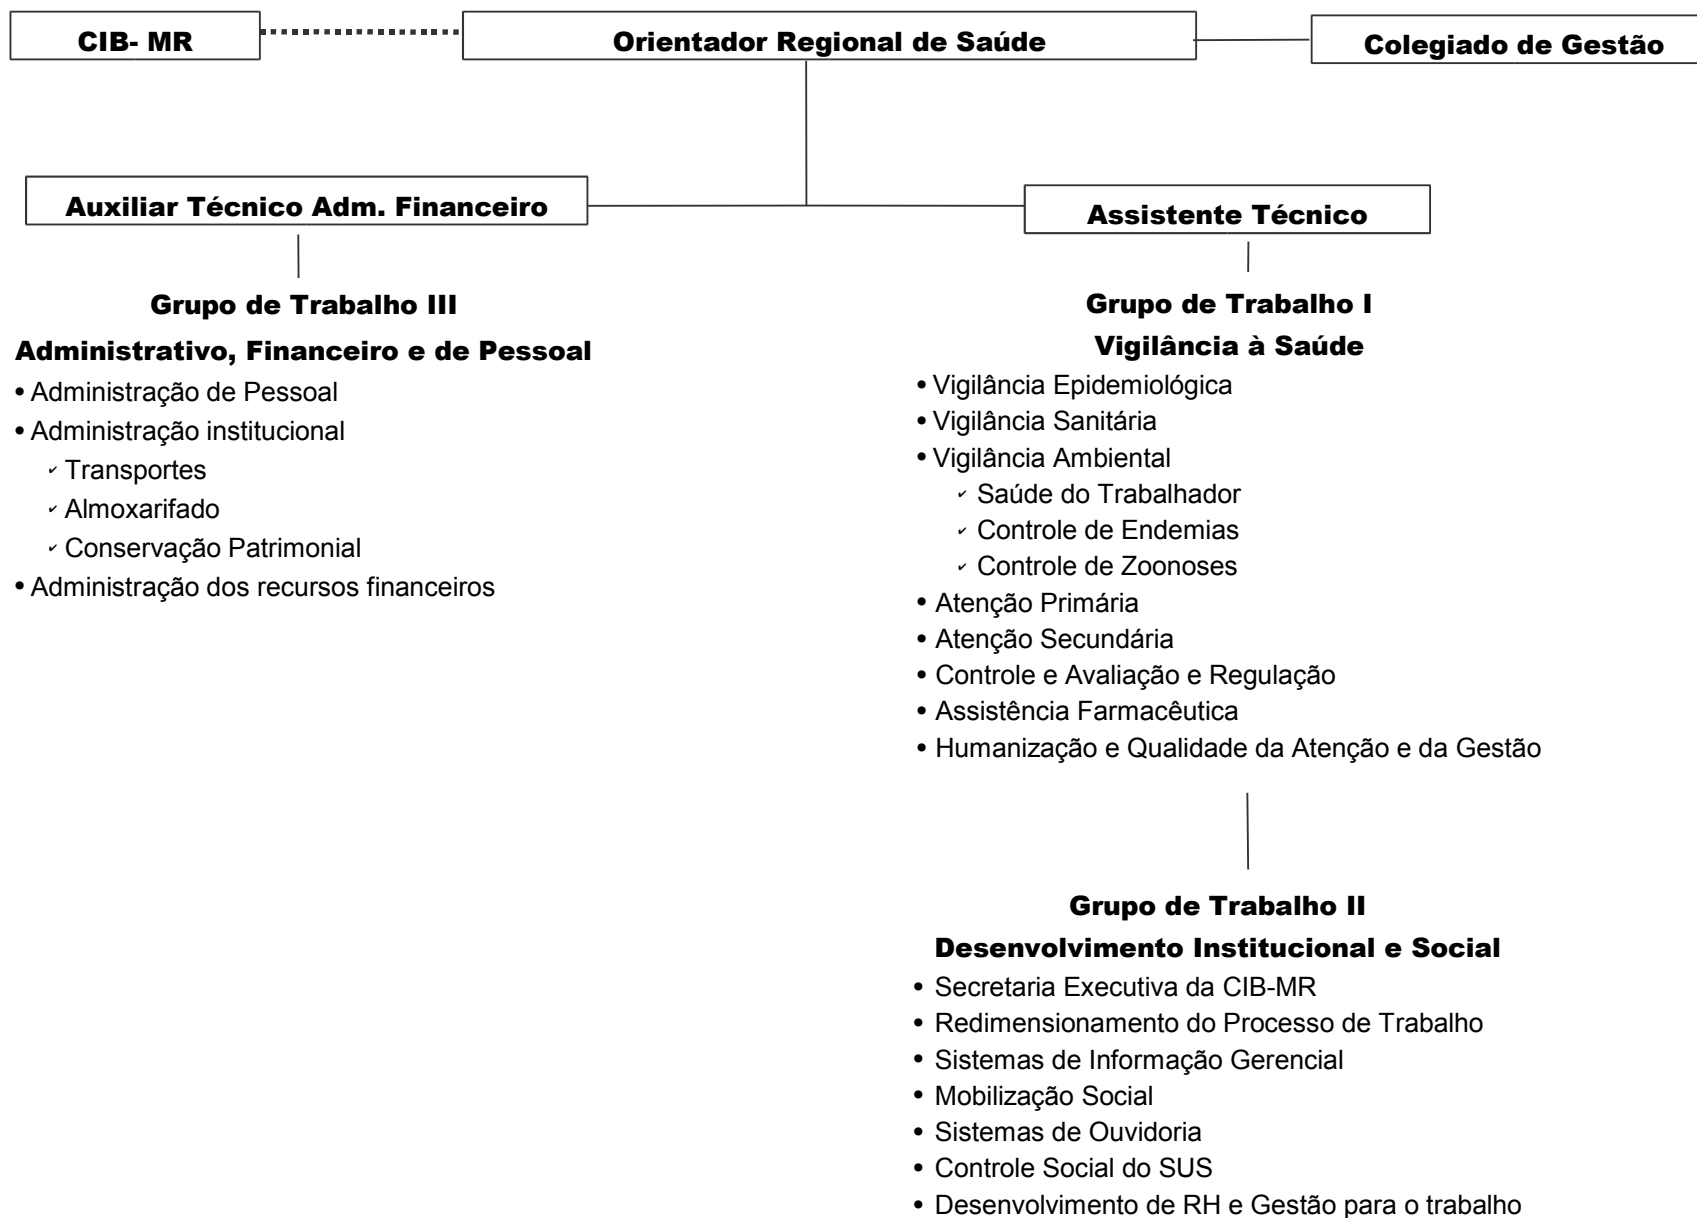 CIB- MR
Orientador Regional de Saúde
Colegiado de Gestão
Auxiliar Técnico Adm. Financeiro
Assistente Técnico
Grupo de Trabalho III
Administrativo, Financeiro e de Pessoal
• Administração de Pessoal
• Administração institucional
✓ Transportes
✓ Almoxarifado
✓ Conservação Patrimonial
• Administração dos recursos financeiros
Grupo de Trabalho I
Vigilância à Saúde
• Vigilância Epidemiológica
• Vigilância Sanitária
• Vigilância Ambiental
✓ Saúde do Trabalhador
✓ Controle de Endemias
✓ Controle de Zoonoses
• Atenção Primária
• Atenção Secundária
• Controle e Avaliação e Regulação
• Assistência Farmacêutica
• Humanização e Qualidade da Atenção e da Gestão
Grupo de Trabalho II
Desenvolvimento Institucional e Social
• Secretaria Executiva da CIB-MR
• Redimensionamento do Processo de Trabalho
• Sistemas de Informação Gerencial
• Mobilização Social
• Sistemas de Ouvidoria
• Controle Social do SUS
• Desenvolvimento de RH e Gestão para o trabalho